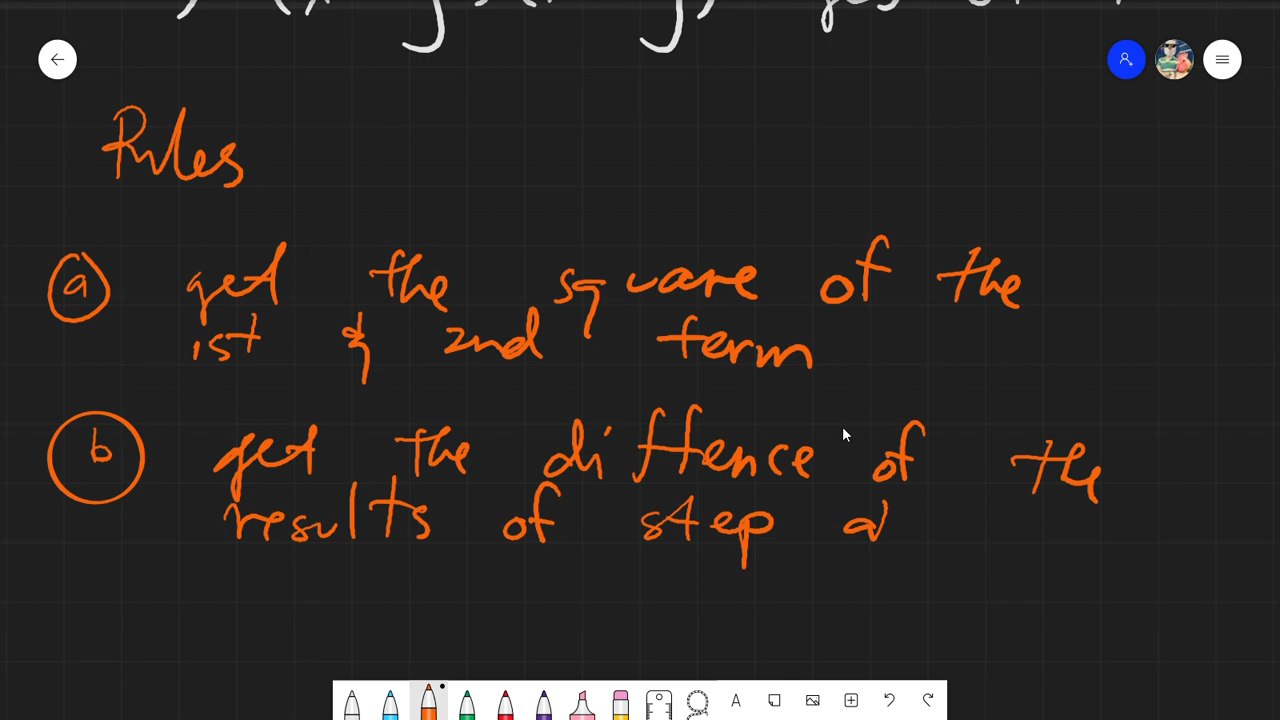 Rules
a get the square of the
1st & 2nd term
b get the diffence of the
results of step a
A